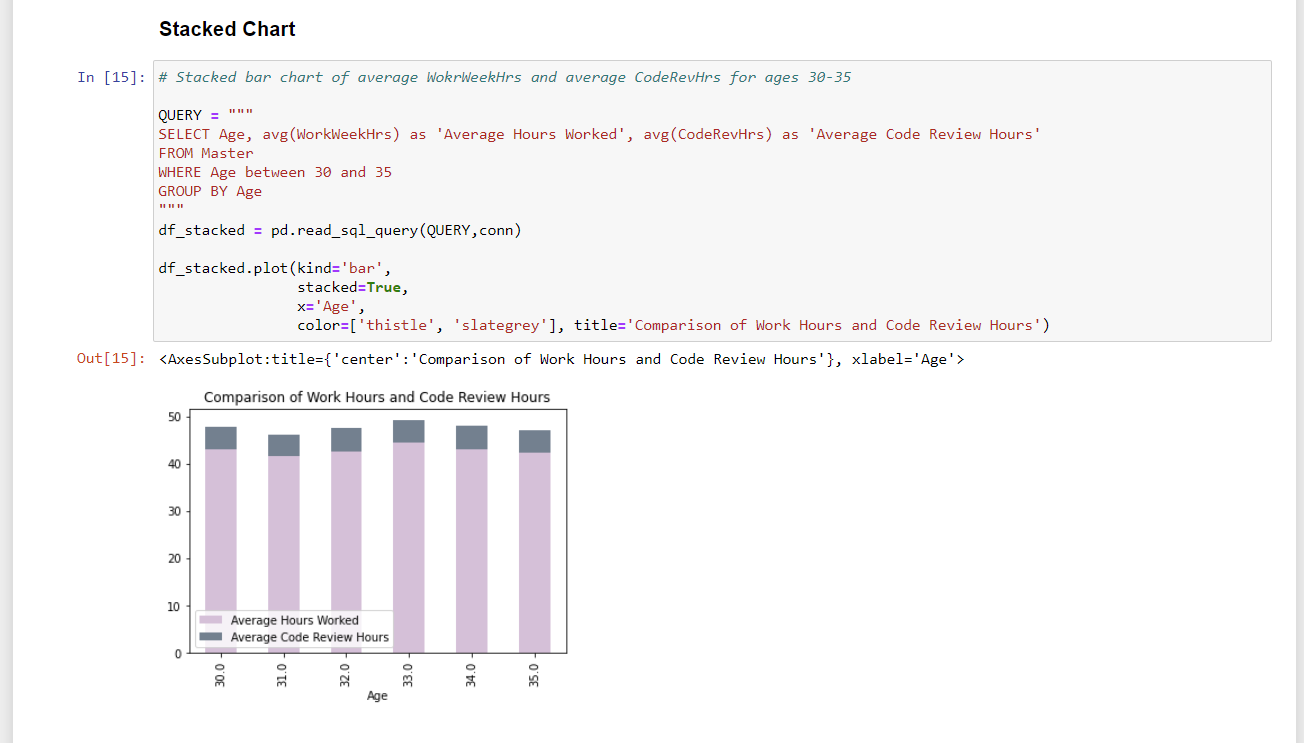 Stacked Chart
In [15]: # Stacked bar chart of average WokrWeekHrs and average CodeRevHrs for ages 30-35
QUERY = """
SELECT Age, avg(WorkWeekHrs) as 'Average Hours Worked', avg(CodeRevHrs) as 'Average Code Review Hours'
FROM Master
WHERE Age between 30 and 35
GROUP BY Age
"""
df_stacked = pd.read_sql_query(QUERY,conn)
df_stacked.plot(kind='bar',
stacked=True,
x='Age',
color=['thistle', 'slategrey'], title='Comparison of Work Hours and Code Review Hours')
Out[15]: <AxesSubplot:title={'center':'Comparison of Work Hours and Code Review Hours'}, xlabel='Age'>
Comparison of Work Hours and Code Review Hours
50
40
30
20
10
0
Average Hours Worked
Average Code Review Hours
30.0 31.0 32.0 33.0 34.0 35.0
Age